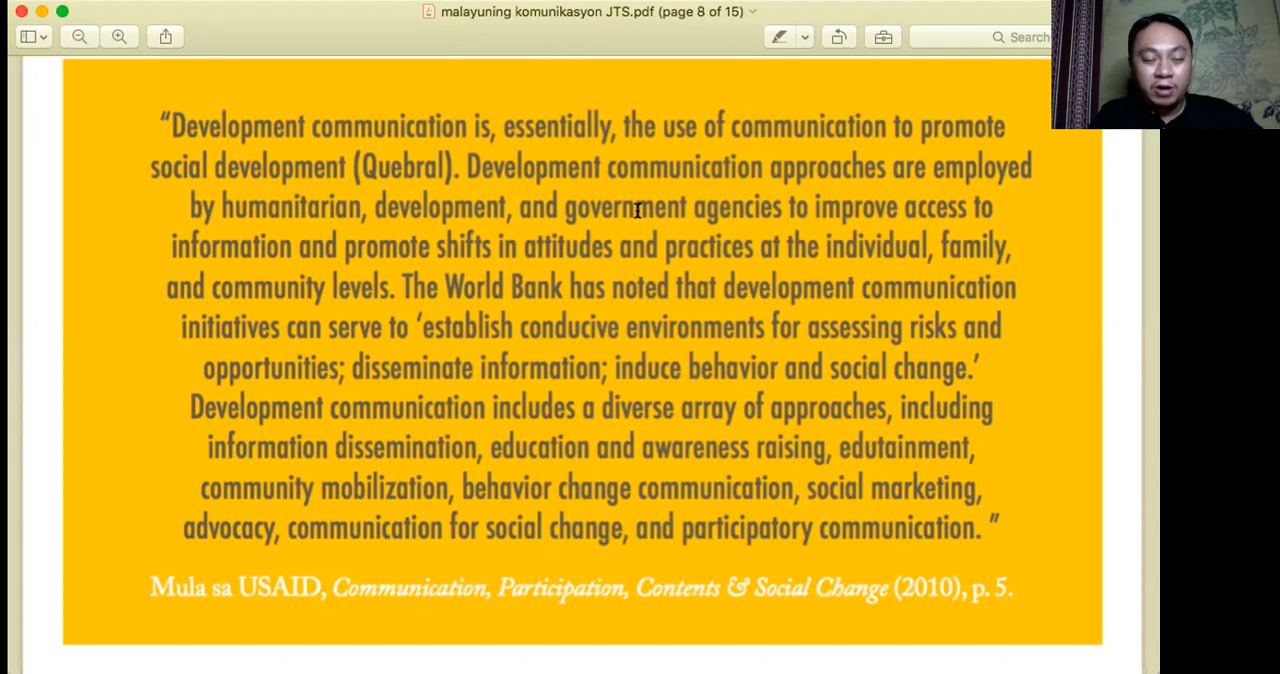 malayuning komunikasyon JTS.pdf (page 8 of 15)
Search
“Development communication is, essentially, the use of communication to promote
social development (Quebral). Development communication approaches are employed
by humanitarian, development, and government agencies to improve access to
information and promote shifts in attitudes and practices at the individual, family,
and community levels. The World Bank has noted that development communication
initiatives can serve to ‘establish conducive environments for assessing risks and
opportunities; disseminate information; induce behavior and social change.’
Development communication includes a diverse array of approaches, including
information dissemination, education and awareness raising, edutainment,
community mobilization, behavior change communication, social marketing,
advocacy, communication for social change, and participatory communication. ”
Mula sa USAID, Communication, Participation, Contents & Social Change (2010), p. 5.